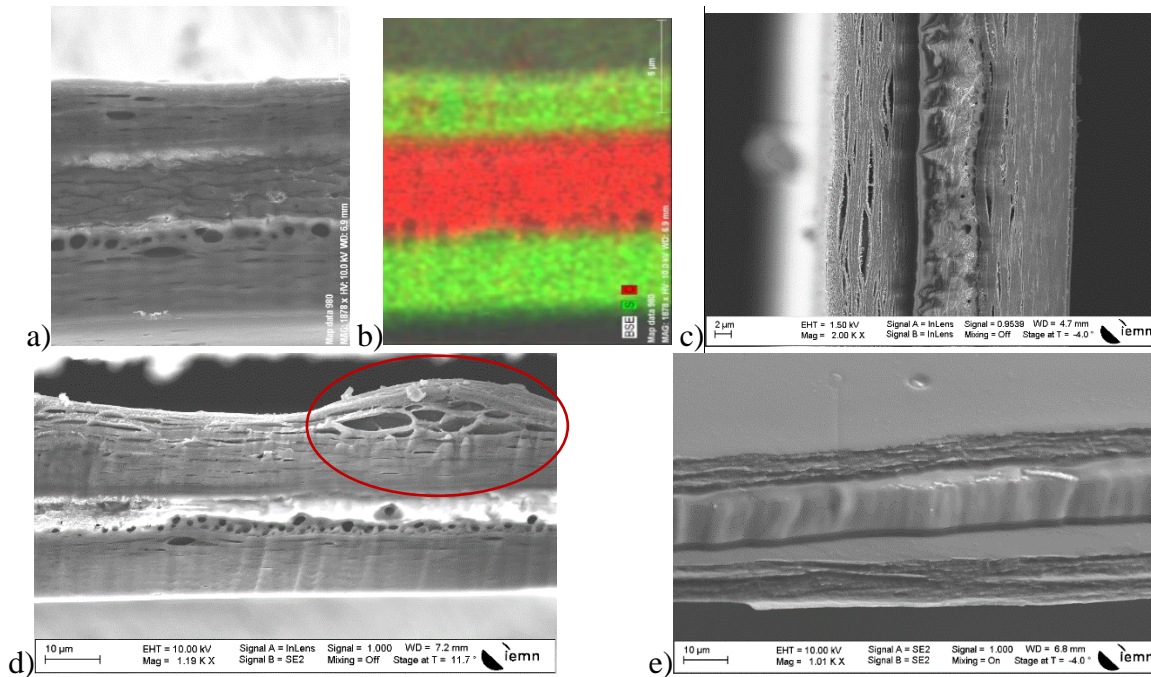 a)
Map data 980
MAG: 1878 x HV: 10.0 kV WD: 6.9 mm
b)
8 µm
BSE S C
Map data 980
MAG: 1878 x HV: 10.0 kV WD: 6.9 mm
c)
2 µm
EHT = 1.50 kV Signal A = InLens Signal = 0.9539 WD = 4.7 mm
Mag = 2.00 K X Signal B = InLens Mixing = Off Stage at T = -4.0 °
iemn
d)
10 µm
EHT = 10.00 kV Signal A = InLens Signal = 1.000 WD = 7.2 mm
Mag = 1.19 K X Signal B = SE2 Mixing = Off Stage at T = 11.7 °
iemn
e)
10 µm
EHT = 10.00 kV Signal A = SE2 Signal = 1.000 WD = 6.8 mm
Mag = 1.01 K X Signal B = SE2 Mixing = On Stage at T = -4.0 °
iemn